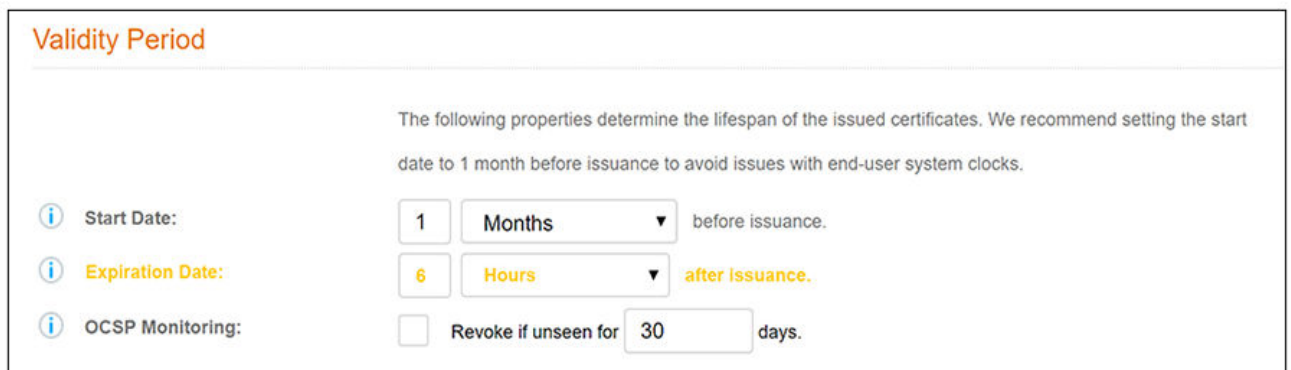 Validity Period
The following properties determine the lifespan of the issued certificates. We recommend setting the start
date to 1 month before issuance to avoid issues with end-user system clocks.
Start Date: 1 Months before issuance.
Expiration Date: 6 Hours after issuance.
OCSP Monitoring: Revoke if unseen for 30 days.